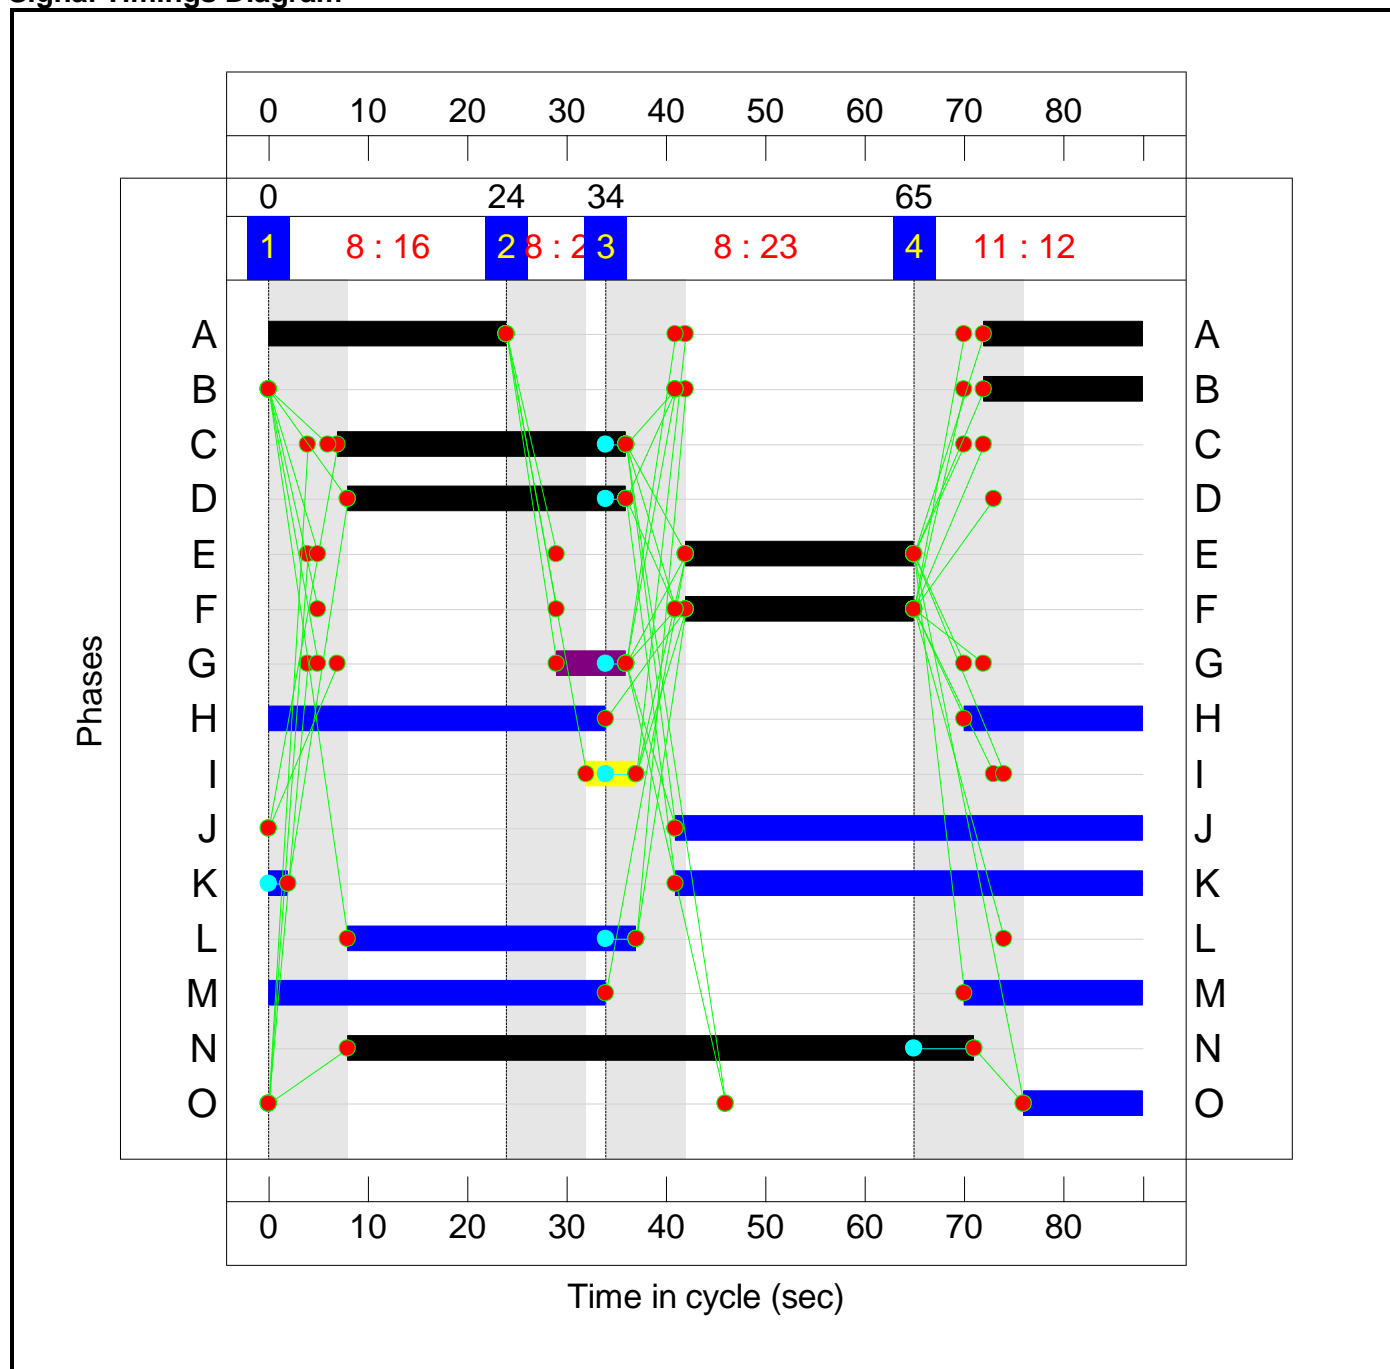 Signal Timings Diagram
0 10 20 30 40 50 60 70 80
0 24 34 65
1 8 : 16 2 8 : 2 3 8 : 23 4 11 : 12
A A
B B
C C
D D
E E
F F
G G
Phases
H H
I I
J J
K K
L L
M M
N N
O O
0 10 20 30 40 50 60 70 80
Time in cycle (sec)